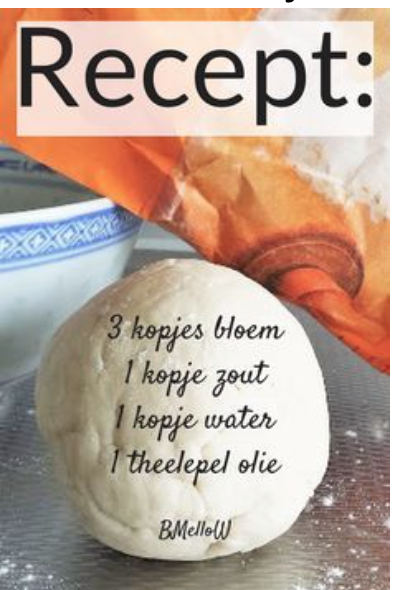 Recept:
3 kopjes bloem
1 kopje zout
1 kopje water
1 theelepel olie
BMelloW